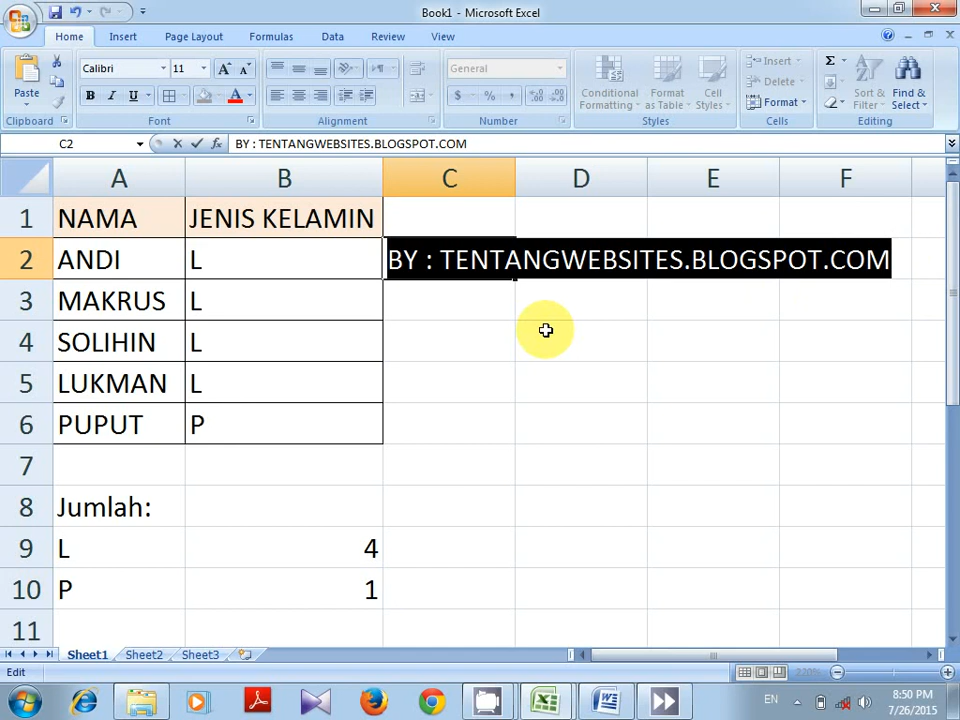 Book1 - Microsoft Excel
Home Insert Page Layout Formulas Data Review View
Calibri 11 General Insert
Paste Conditional Formatting Format as Table Cell Styles Delete Sort & Filter Find & Select
B I U $ % , Format
Clipboard Font Alignment Number Styles Cells Editing
C2 fx BY : TENTANGWEBSITES.BLOGSPOT.COM
A B C D E F
1 NAMA JENIS KELAMIN
2 ANDI L BY : TENTANGWEBSITES.BLOGSPOT.COM
3 MAKRUS L
4 SOLIHIN L
5 LUKMAN L
6 PUPUT P
7
8 Jumlah:
9 L 4
10 P 1
11
Sheet1 Sheet2 Sheet3
Edit 220%
EN 8:50 PM
7/26/2015